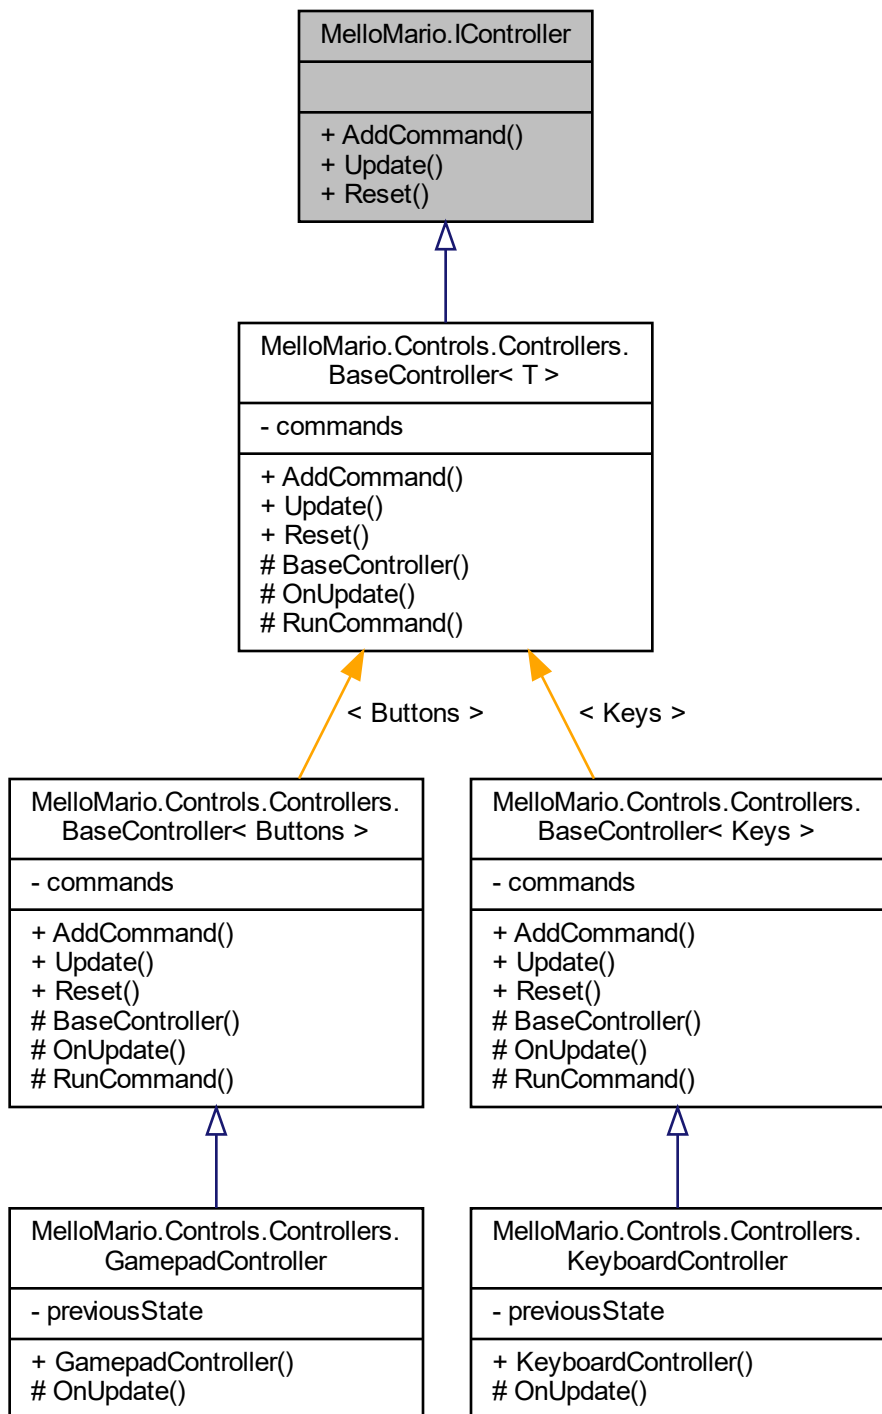 MelloMario.IController
+ AddCommand()
+ Update()
+ Reset()
MelloMario.Controls.Controllers.
BaseController< T >
- commands
+ AddCommand()
+ Update()
+ Reset()
# BaseController()
# OnUpdate()
# RunCommand()
< Buttons >
< Keys >
MelloMario.Controls.Controllers.
BaseController< Buttons >
- commands
+ AddCommand()
+ Update()
+ Reset()
# BaseController()
# OnUpdate()
# RunCommand()
MelloMario.Controls.Controllers.
BaseController< Keys >
- commands
+ AddCommand()
+ Update()
+ Reset()
# BaseController()
# OnUpdate()
# RunCommand()
MelloMario.Controls.Controllers.
GamepadController
- previousState
+ GamepadController()
# OnUpdate()
MelloMario.Controls.Controllers.
KeyboardController
- previousState
+ KeyboardController()
# OnUpdate()